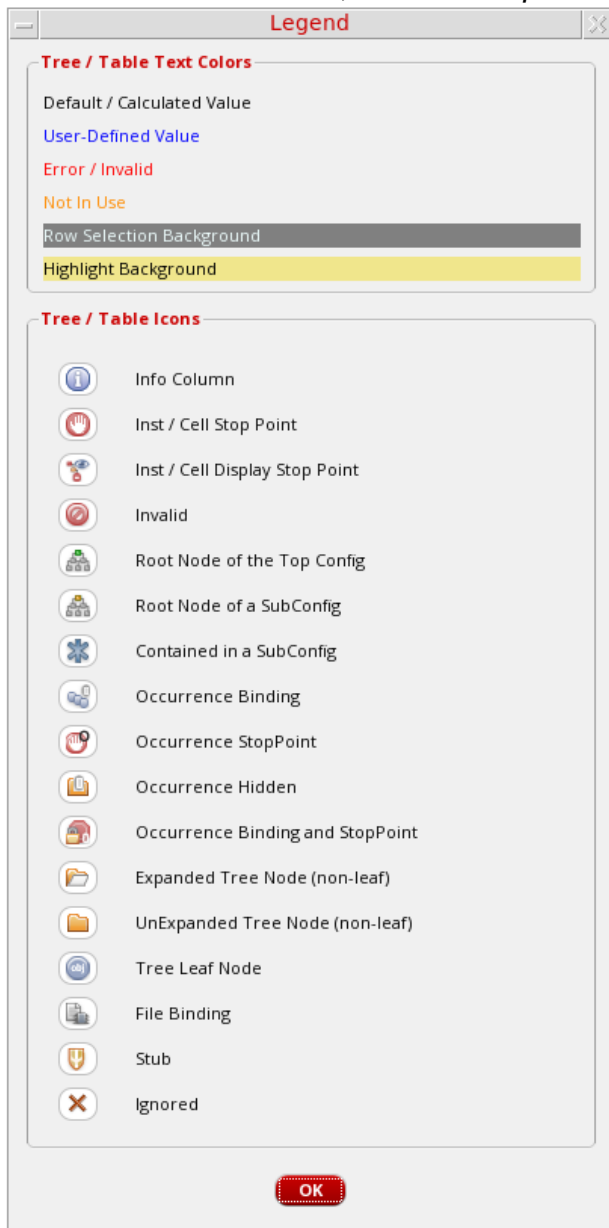 Legend
Tree / Table Text Colors
Default / Calculated Value
User-Defined Value
Error / Invalid
Not In Use
Row Selection Background
Highlight Background
Tree / Table Icons
Info Column
Inst / Cell Stop Point
Inst / Cell Display Stop Point
Invalid
Root Node of the Top Config
Root Node of a SubConfig
Contained in a SubConfig
Occurrence Binding
Occurrence StopPoint
Occurrence Hidden
Occurrence Binding and StopPoint
Expanded Tree Node (non-leaf)
UnExpanded Tree Node (non-leaf)
obj Tree Leaf Node
File Binding
Stub
Ignored
OK